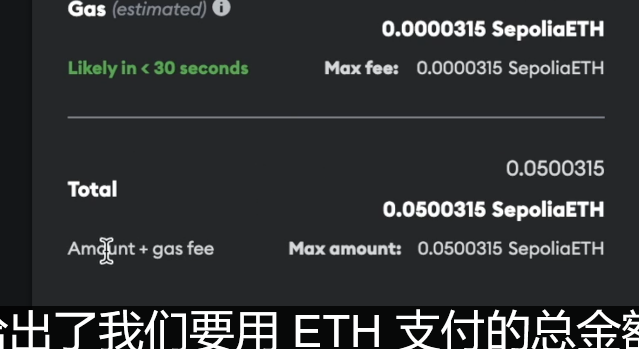 Gas (estimated) i
0.0000315 SepoliaETH
Likely in < 30 seconds Max fee: 0.0000315 SepoliaETH
0.0500315
Total
0.0500315 SepoliaETH
Amount + gas fee Max amount: 0.0500315 SepoliaETH
给出了我们要用 ETH 支付的总金额